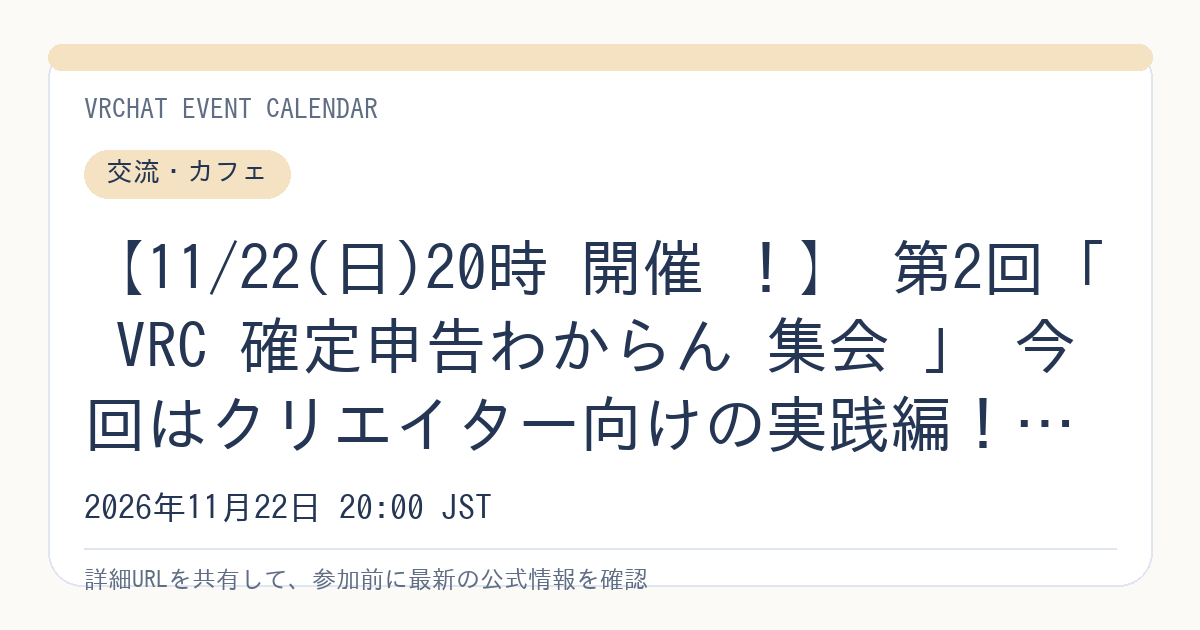 VRCHAT EVENT CALENDAR
交流・カフェ
【11/22(日)20時 開催 ！】 第2回「
VRC 確定申告わからん 集会 」 今
回はクリエイター向けの実践編！…
2026年11月22日 20:00 JST
詳細URLを共有して、参加前に最新の公式情報を確認